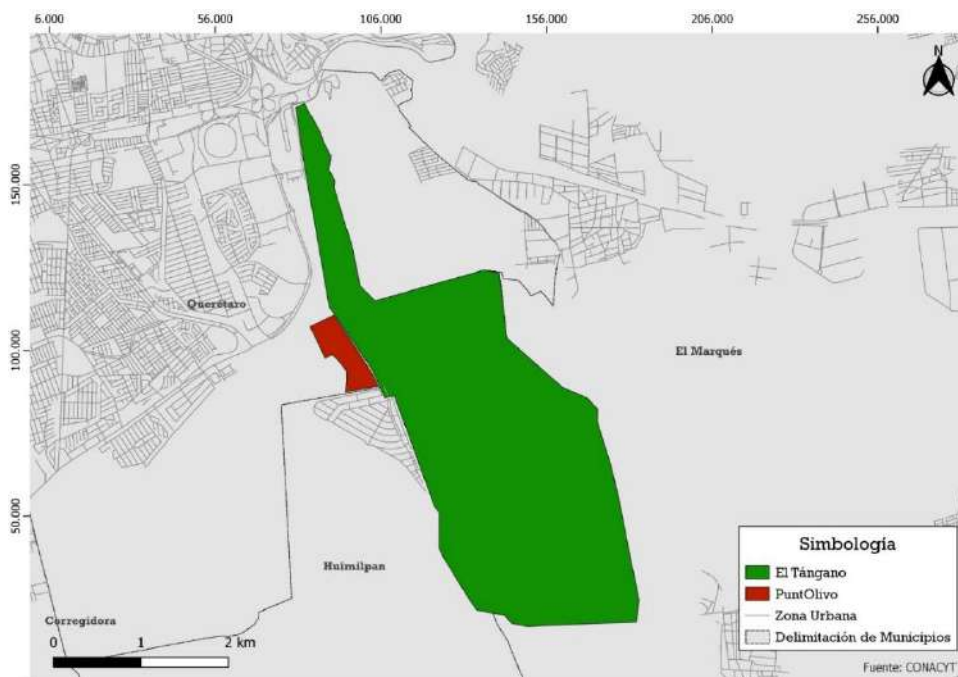 6.000 56.000 106.000 156.000 206.000 256.000
N
150.000
Querétaro
100.000
El Marqués
50.000
Huimilpan
Corregidora
0 1 2 km
Simbología
El Tángano
PuntOlivo
Zona Urbana
Delimitación de Municipios
Fuente: CONACYT